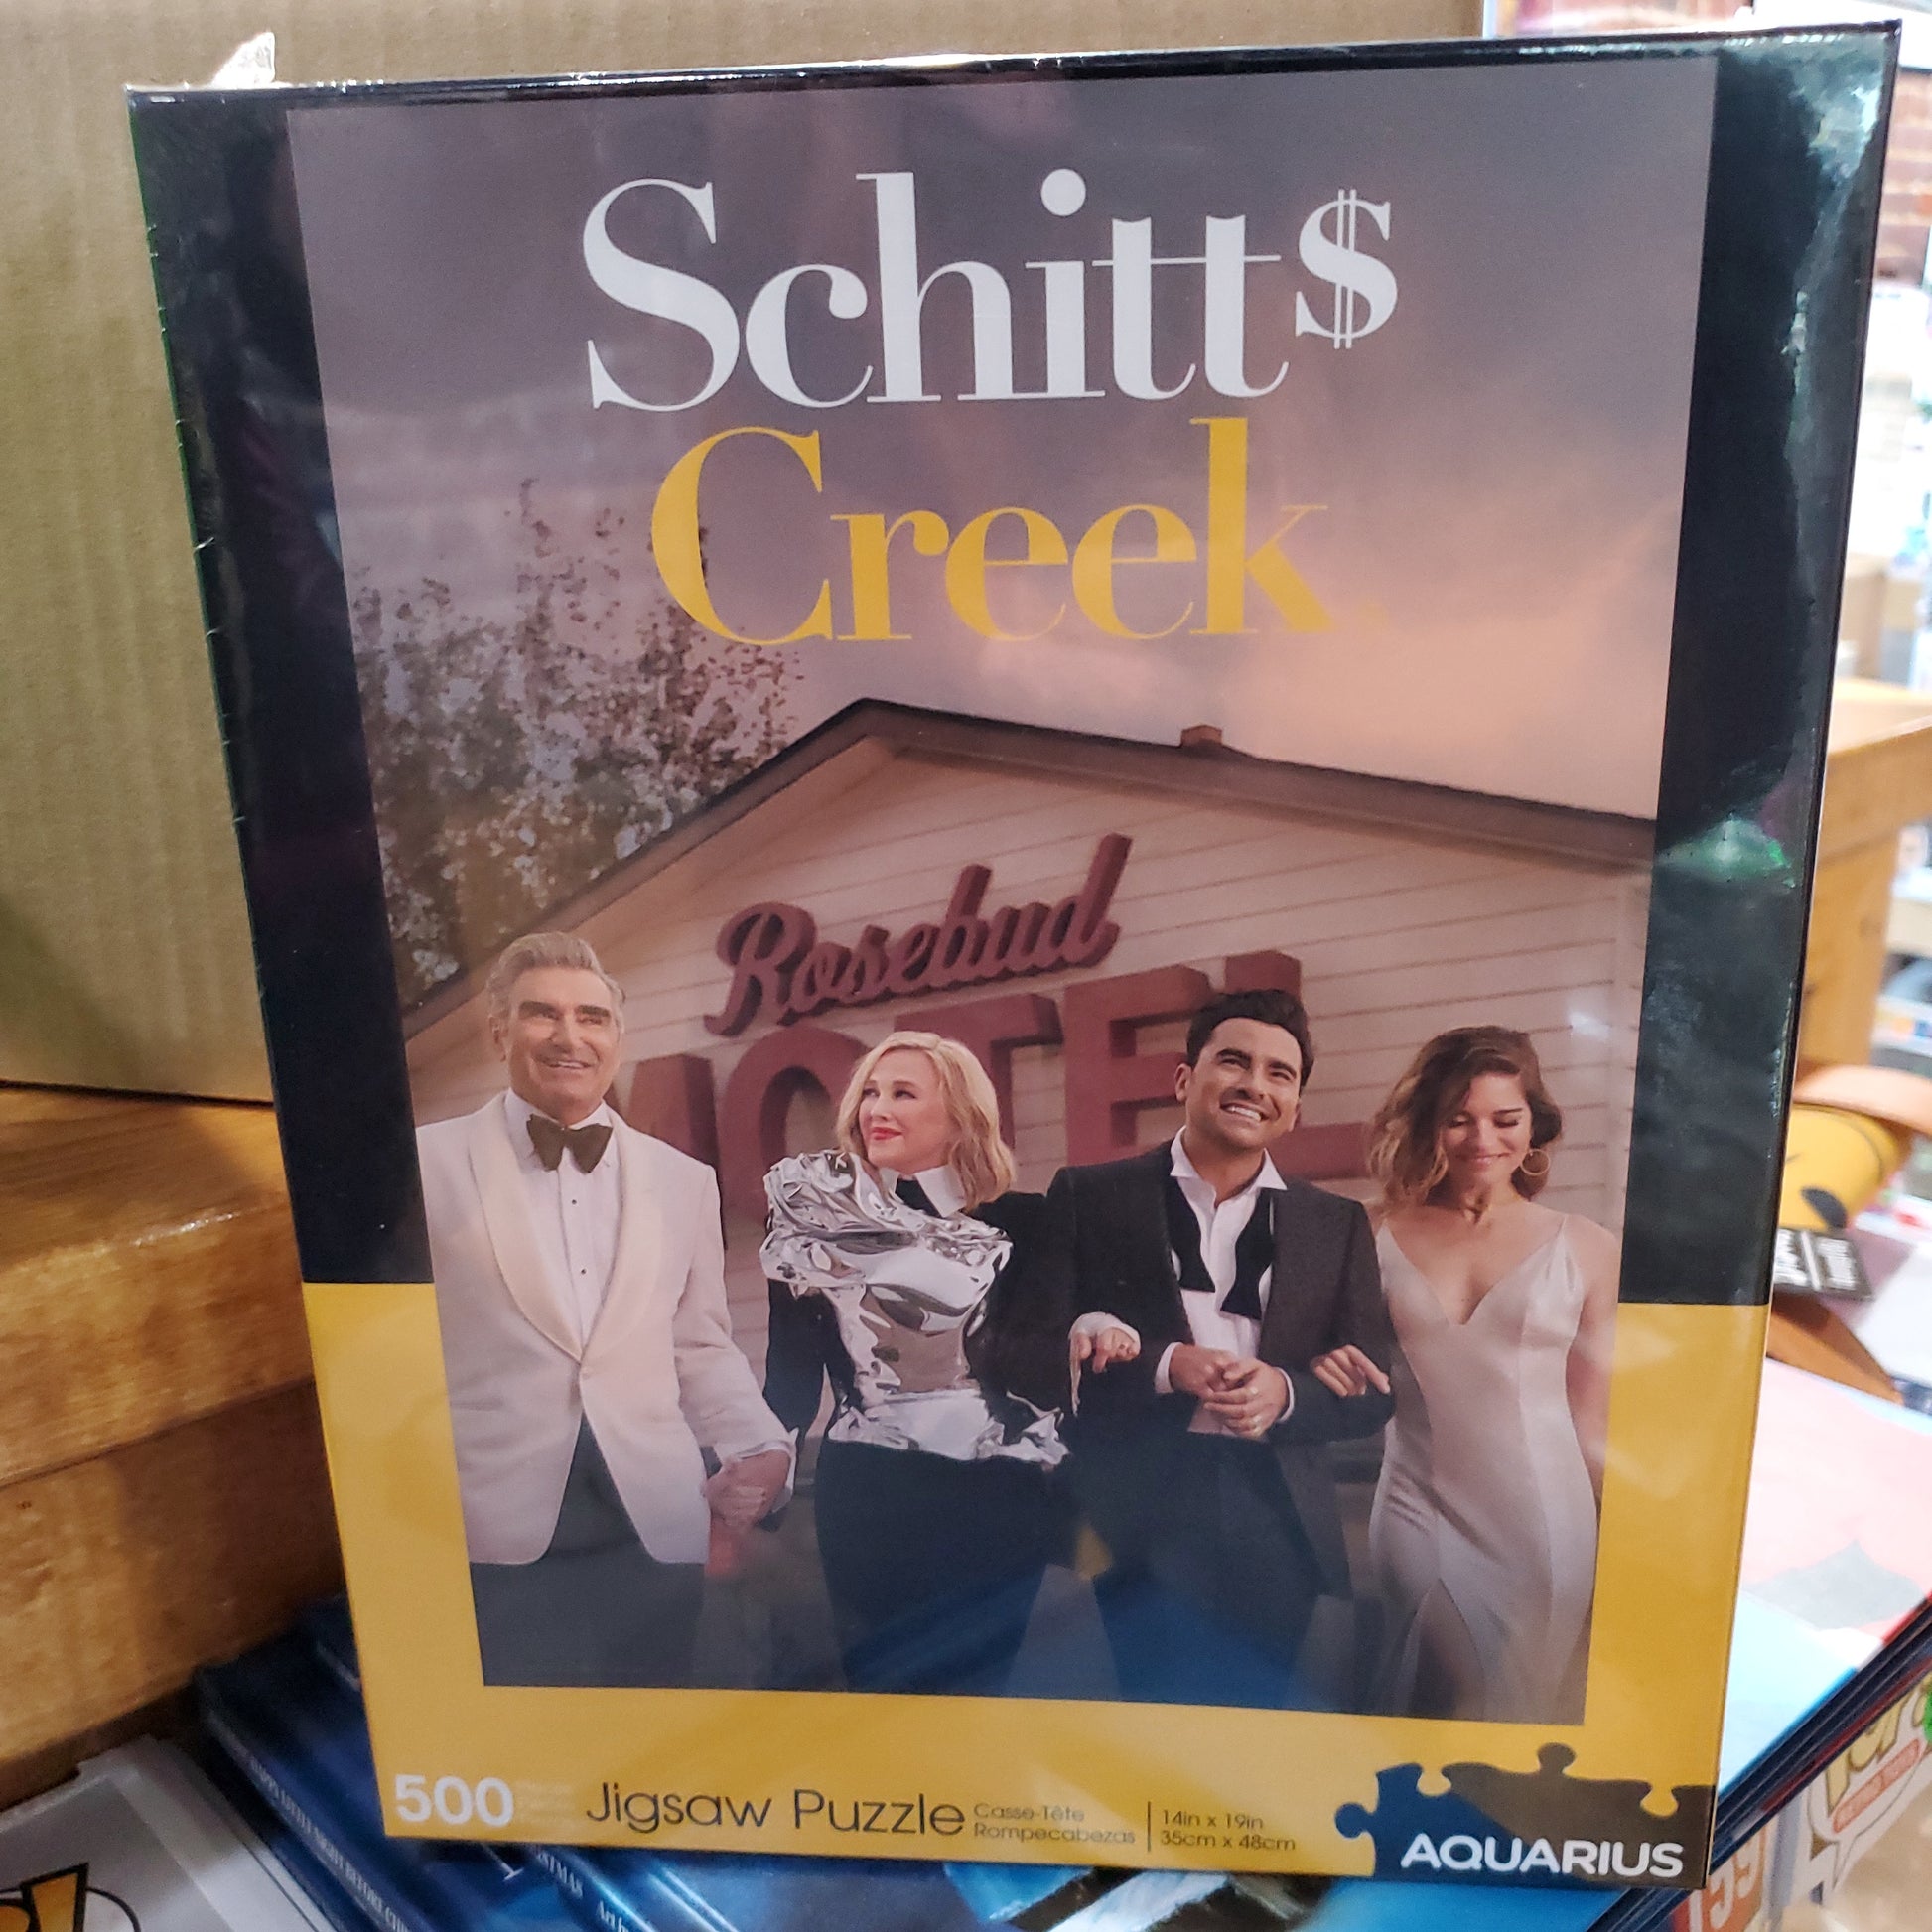 Schitt$
Creek
Rosebud
MOTEL
500
Jigsaw Puzzle
Casse-Tête
Rompecabezas
14in x 19in
35cm x 48cm
AQUARIUS